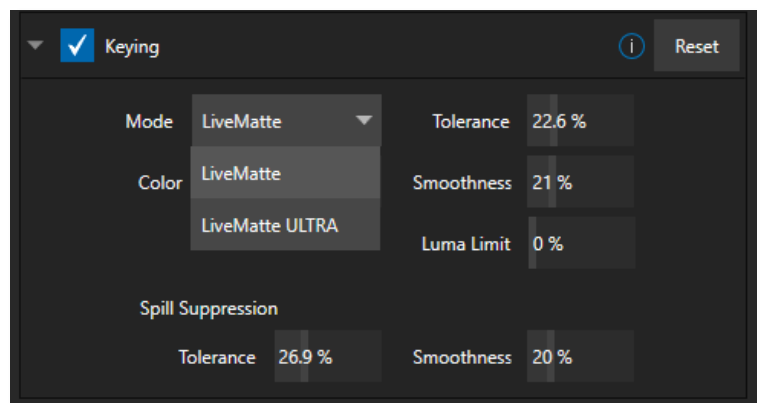 Keying
Reset
Mode LiveMatte
Tolerance 22.6 %
Color LiveMatte
Smoothness 21 %
LiveMatte ULTRA
Luma Limit 0 %
Spill Suppression
Tolerance 26.9 %
Smoothness 20 %